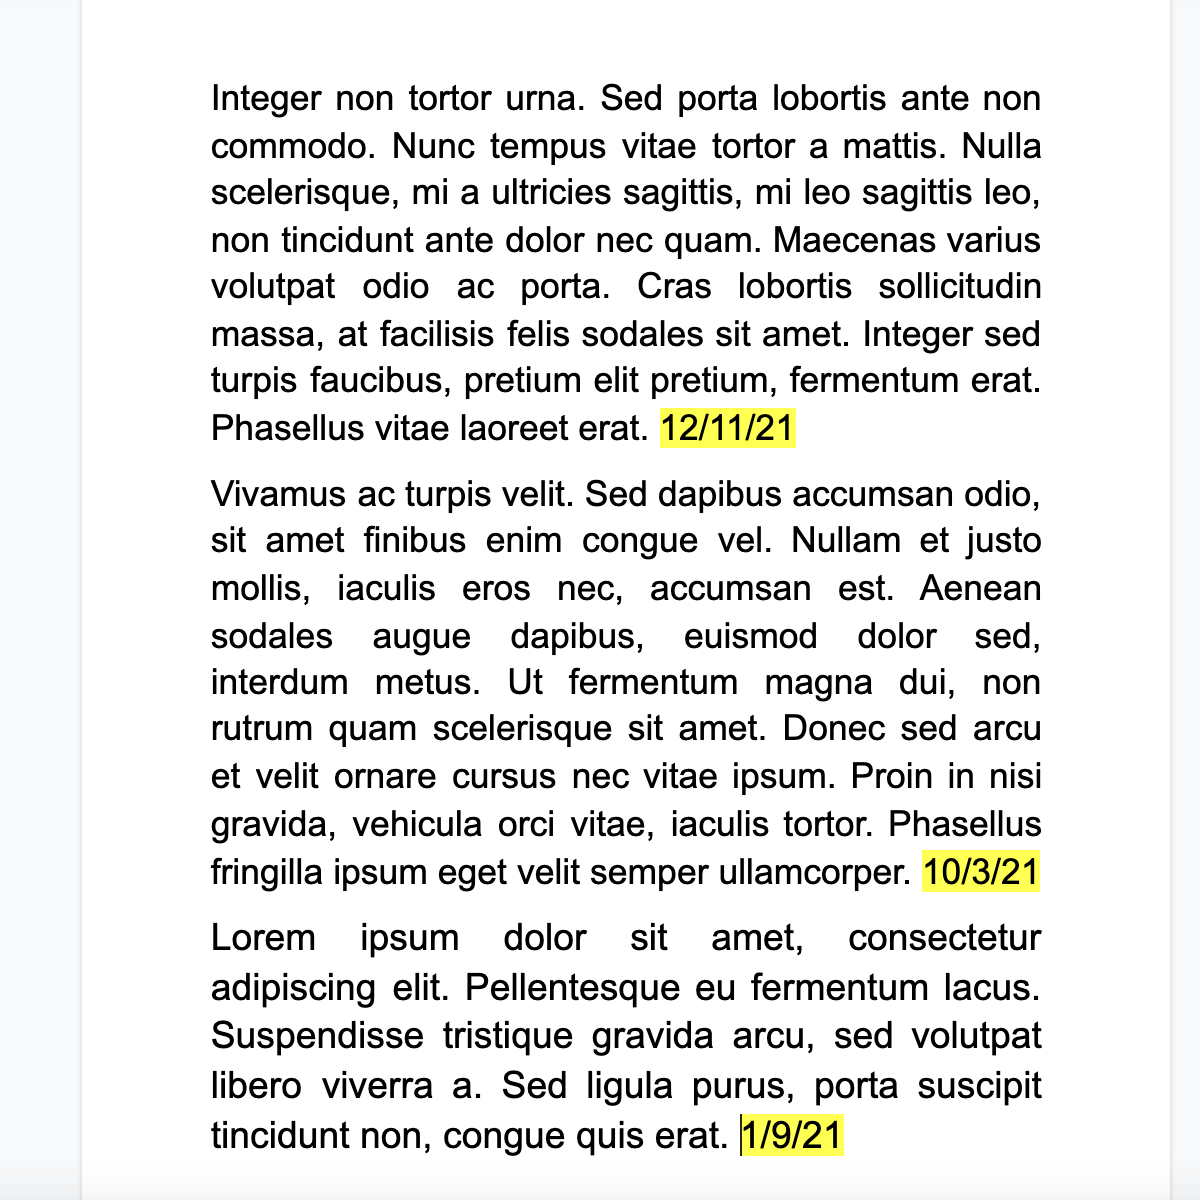 Integer non tortor urna. Sed porta lobortis ante non
commodo. Nunc tempus vitae tortor a mattis. Nulla
scelerisque, mi a ultricies sagittis, mi leo sagittis leo,
non tincidunt ante dolor nec quam. Maecenas varius
volutpat odio ac porta. Cras lobortis sollicitudin
massa, at facilisis felis sodales sit amet. Integer sed
turpis faucibus, pretium elit pretium, fermentum erat.
Phasellus vitae laoreet erat. 12/11/21
Vivamus ac turpis velit. Sed dapibus accumsan odio,
sit amet finibus enim congue vel. Nullam et justo
mollis, iaculis eros nec, accumsan est. Aenean
sodales augue dapibus, euismod dolor sed,
interdum metus. Ut fermentum magna dui, non
rutrum quam scelerisque sit amet. Donec sed arcu
et velit ornare cursus nec vitae ipsum. Proin in nisi
gravida, vehicula orci vitae, iaculis tortor. Phasellus
fringilla ipsum eget velit semper ullamcorper. 10/3/21
Lorem ipsum dolor sit amet, consectetur
adipiscing elit. Pellentesque eu fermentum lacus.
Suspendisse tristique gravida arcu, sed volutpat
libero viverra a. Sed ligula purus, porta suscipit
tincidunt non, congue quis erat. 1/9/21